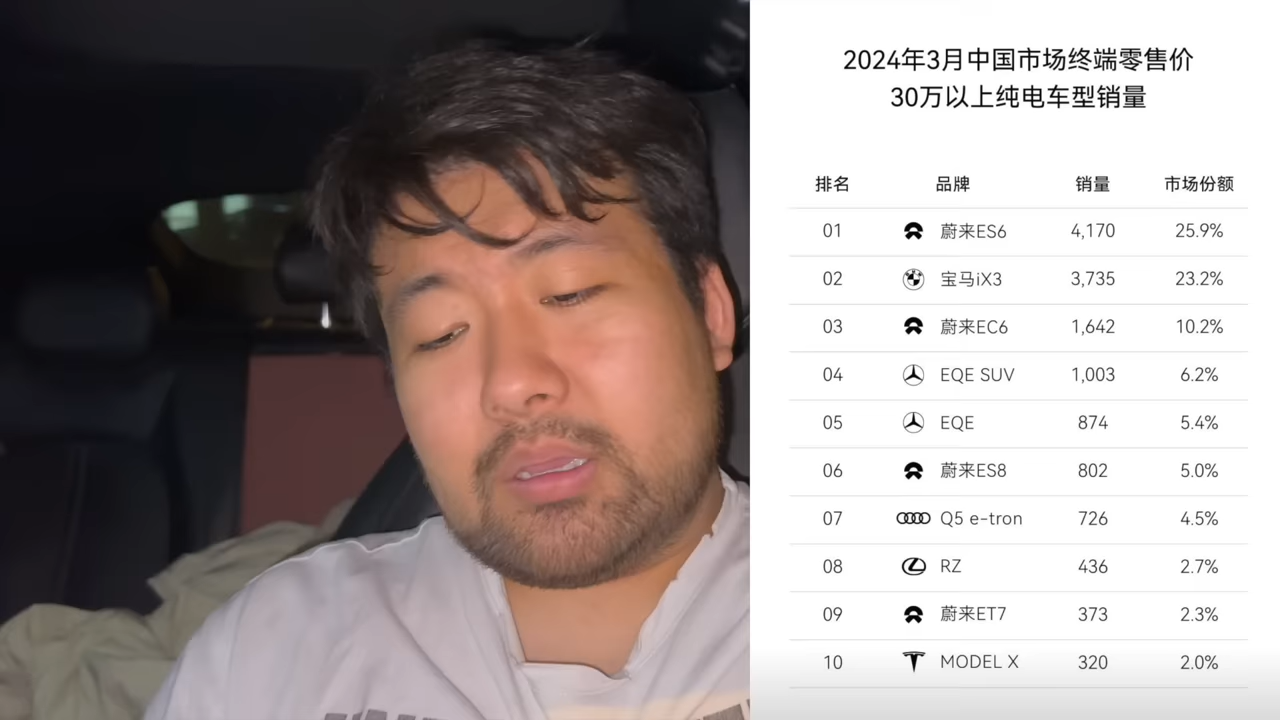 2024年3月中国市场终端零售价
30万以上纯电车型销量
排名 品牌 销量 市场份额
01 蔚来ES6 4,170 25.9%
02 宝马iX3 3,735 23.2%
03 蔚来EC6 1,642 10.2%
04 EQE SUV 1,003 6.2%
05 EQE 874 5.4%
06 蔚来ES8 802 5.0%
07 Q5 e-tron 726 4.5%
08 RZ 436 2.7%
09 蔚来ET7 373 2.3%
10 MODEL X 320 2.0%